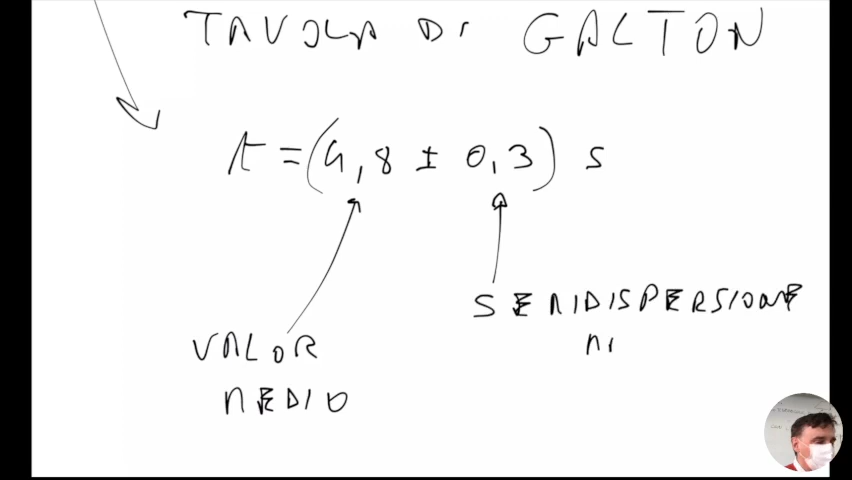 TAVOLA DI GALTON
t = (4,8 ± 0,3) s
SEMIDISPERSIONE
M
VALOR
MEDIO